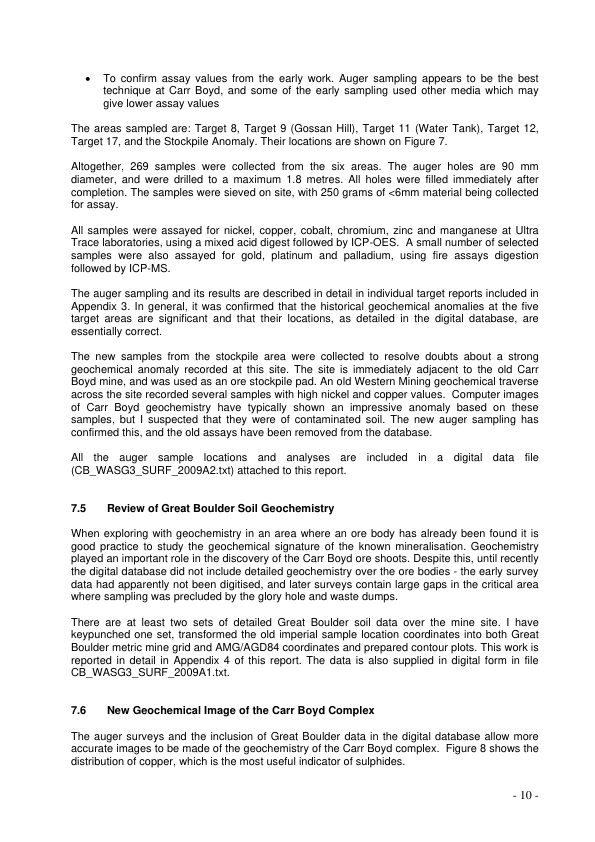 • To confirm assay values from the early work. Auger sampling appears to be the best
technique at Carr Boyd, and some of the early sampling used other media which may
give lower assay values
The areas sampled are: Target 8, Target 9 (Gossan Hill), Target 11 (Water Tank), Target 12,
Target 17, and the Stockpile Anomaly. Their locations are shown on Figure 7.
Altogether, 269 samples were collected from the six areas. The auger holes are 90 mm
diameter, and were drilled to a maximum 1.8 metres. All holes were filled immediately after
completion. The samples were sieved on site, with 250 grams of <6mm material being collected
for assay.
All samples were assayed for nickel, copper, cobalt, chromium, zinc and manganese at Ultra
Trace laboratories, using a mixed acid digest followed by ICP-OES. A small number of selected
samples were also assayed for gold, platinum and palladium, using fire assays digestion
followed by ICP-MS.
The auger sampling and its results are described in detail in individual target reports included in
Appendix 3. In general, it was confirmed that the historical geochemical anomalies at the five
target areas are significant and that their locations, as detailed in the digital database, are
essentially correct.
The new samples from the stockpile area were collected to resolve doubts about a strong
geochemical anomaly recorded at this site. The site is immediately adjacent to the old Carr
Boyd mine, and was used as an ore stockpile pad. An old Western Mining geochemical traverse
across the site recorded several samples with high nickel and copper values. Computer images
of Carr Boyd geochemistry have typically shown an impressive anomaly based on these
samples, but I suspected that they were of contaminated soil. The new auger sampling has
confirmed this, and the old assays have been removed from the database.
All the auger sample locations and analyses are included in a digital data file
(CB_WASG3_SURF_2009A2.txt) attached to this report.
7.5 Review of Great Boulder Soil Geochemistry
When exploring with geochemistry in an area where an ore body has already been found it is
good practice to study the geochemical signature of the known mineralisation. Geochemistry
played an important role in the discovery of the Carr Boyd ore shoots. Despite this, until recently
the digital database did not include detailed geochemistry over the ore bodies - the early survey
data had apparently not been digitised, and later surveys contain large gaps in the critical area
where sampling was precluded by the glory hole and waste dumps.
There are at least two sets of detailed Great Boulder soil data over the mine site. I have
keypunched one set, transformed the old imperial sample location coordinates into both Great
Boulder metric mine grid and AMG/AGD84 coordinates and prepared contour plots. This work is
reported in detail in Appendix 4 of this report. The data is also supplied in digital form in file
CB_WASG3_SURF_2009A1.txt.
7.6 New Geochemical Image of the Carr Boyd Complex
The auger surveys and the inclusion of Great Boulder data in the digital database allow more
accurate images to be made of the geochemistry of the Carr Boyd complex. Figure 8 shows the
distribution of copper, which is the most useful indicator of sulphides.
- 10 -